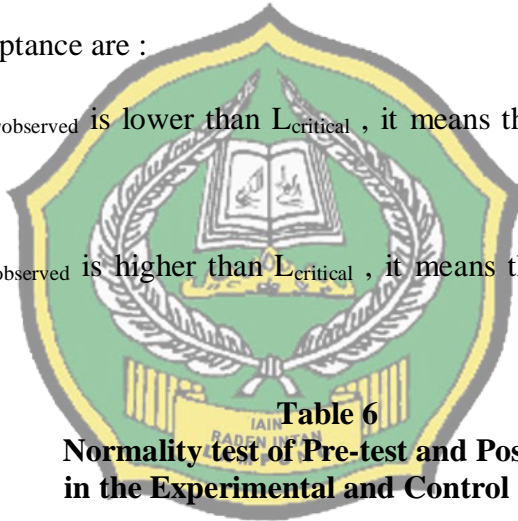 ptance are :
observed is lower than Lcritical , it means th
observed is higher than Lcritical , it means th
IAIN
Table 6
RADEN INTAN
Normality test of Pre-test and Pos
LAMPUNG
in the Experimental and Control